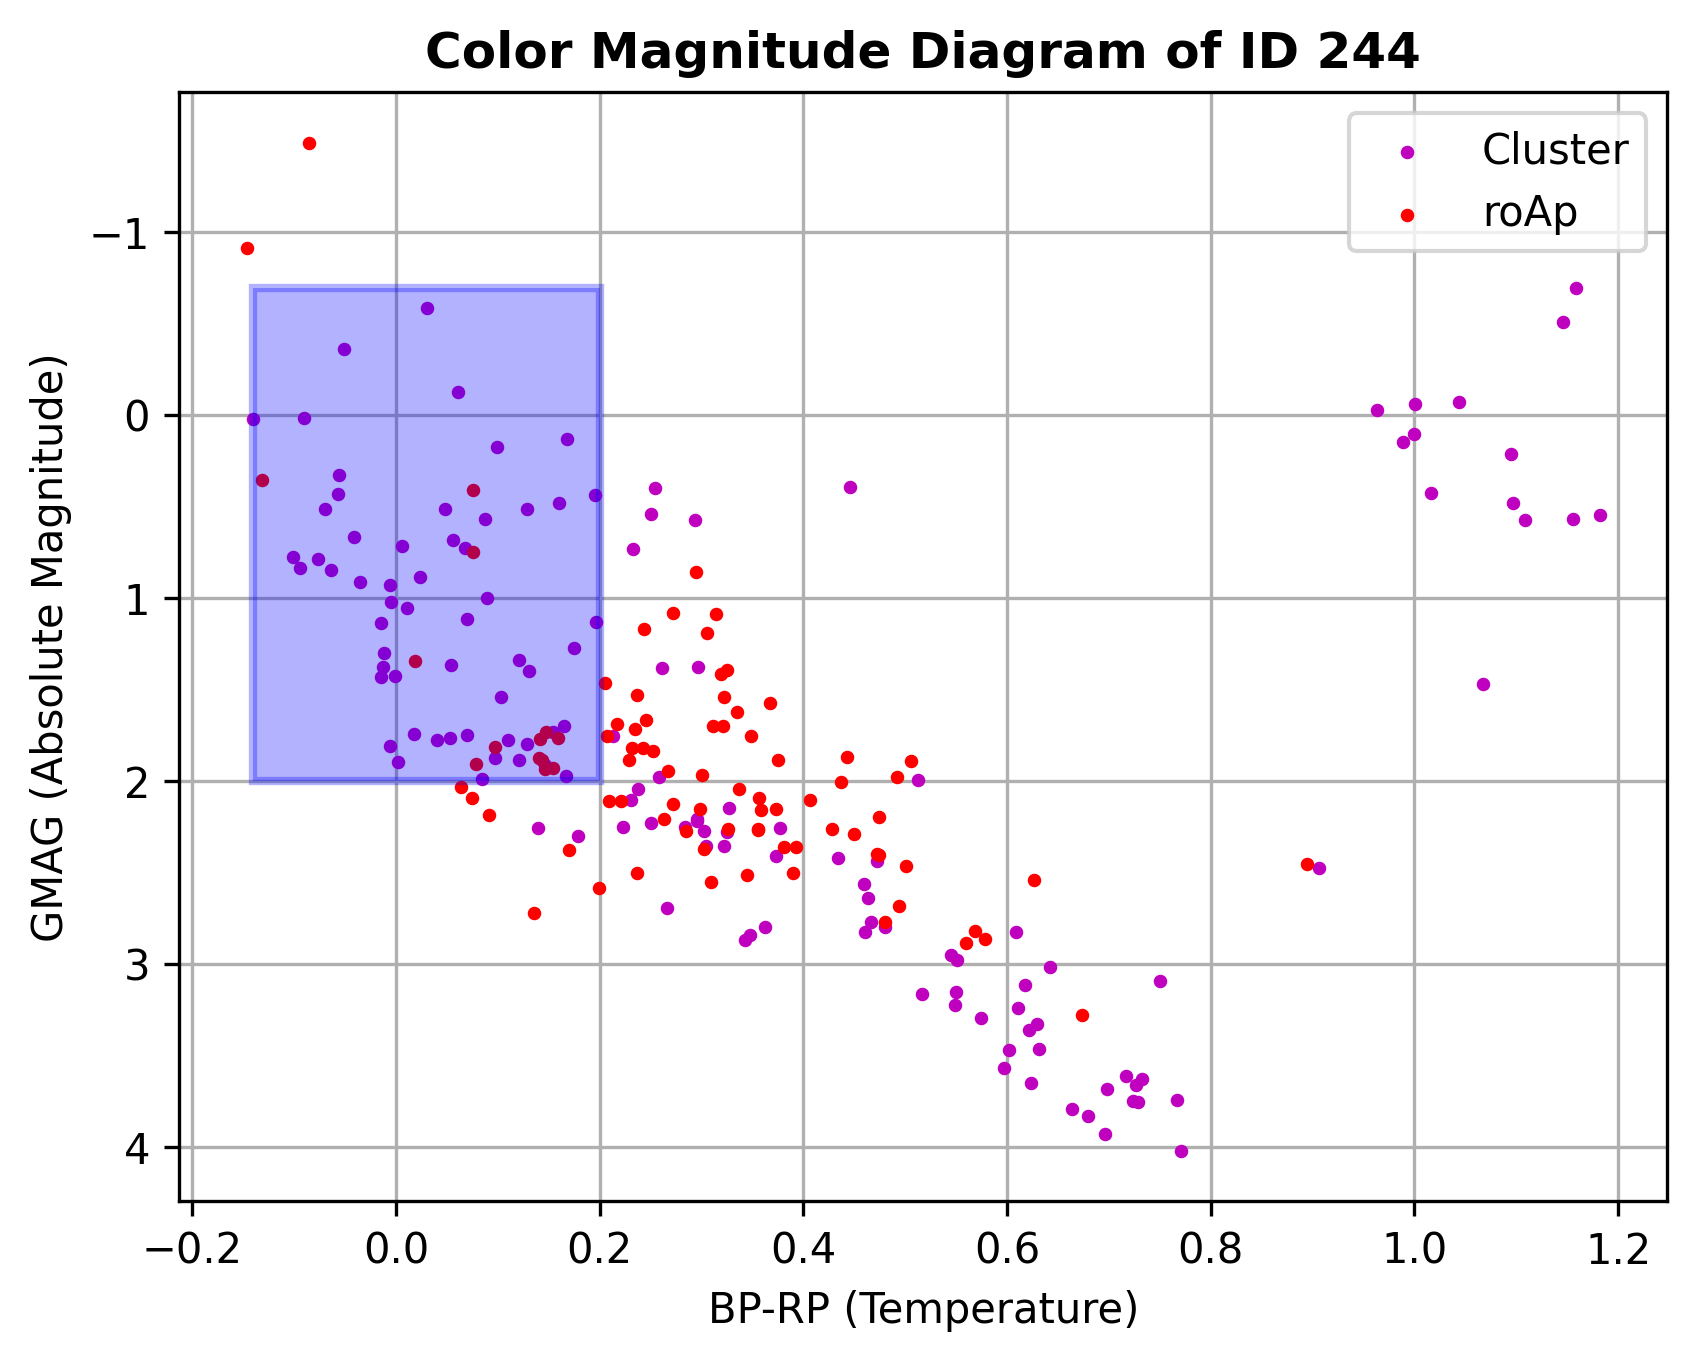 Color Magnitude Diagram of ID 244
Cluster
roAp
GMAG (Absolute Magnitude)
−1
0
1
2
3
4
−0.2 0.0 0.2 0.4 0.6 0.8 1.0 1.2
BP-RP (Temperature)